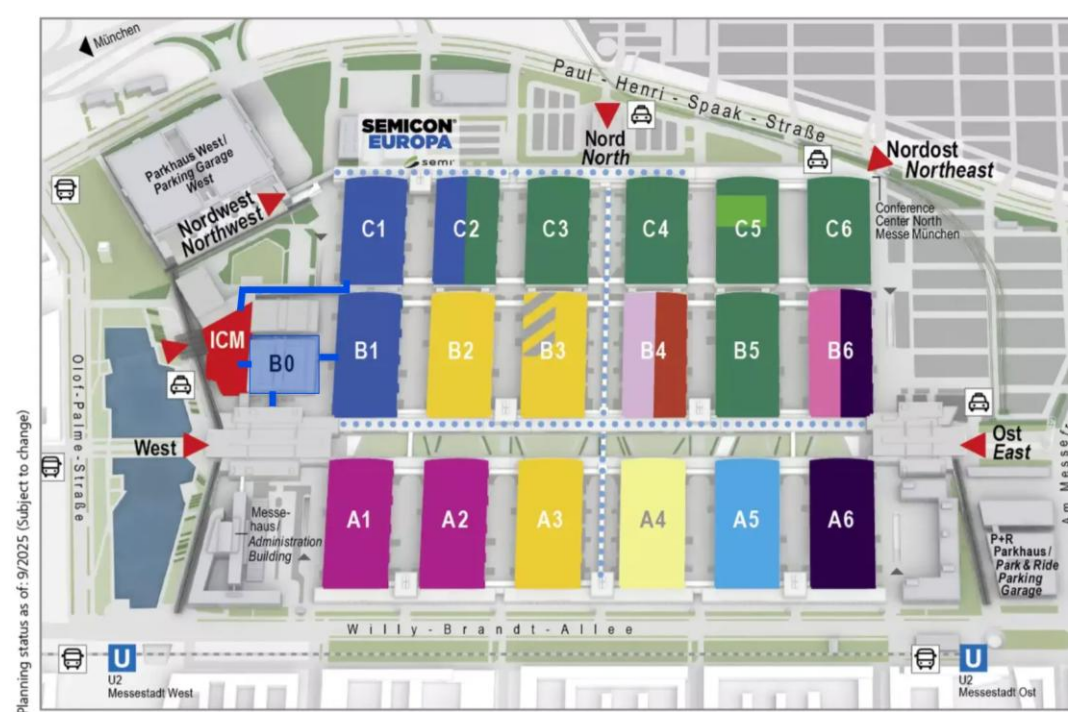 München
Paul - Henri - Spaak - Straße
SEMICON®
EUROPA
semi
Nord
North
Nordost
Northeast
Parkhaus West/
Parking Garage
West
Nordwest
Northwest
Conference
Center North
Messe München
C1
C2
C3
C4
C5
C6
ICM
B0
B1
B2
B3
B4
B5
B6
Olof-Palme-Straße
West
Ost
East
Messe-
haus/
Administration
Building
A1
A2
A3
A4
A5
A6
P+R
Parkhaus/
Park & Ride
Parking
Garage
Willy-Brandt-Allee
U
U2
Messestadt West
U
U2
Messestadt Ost
Planning status as of: 9/2025 (Subject to change)